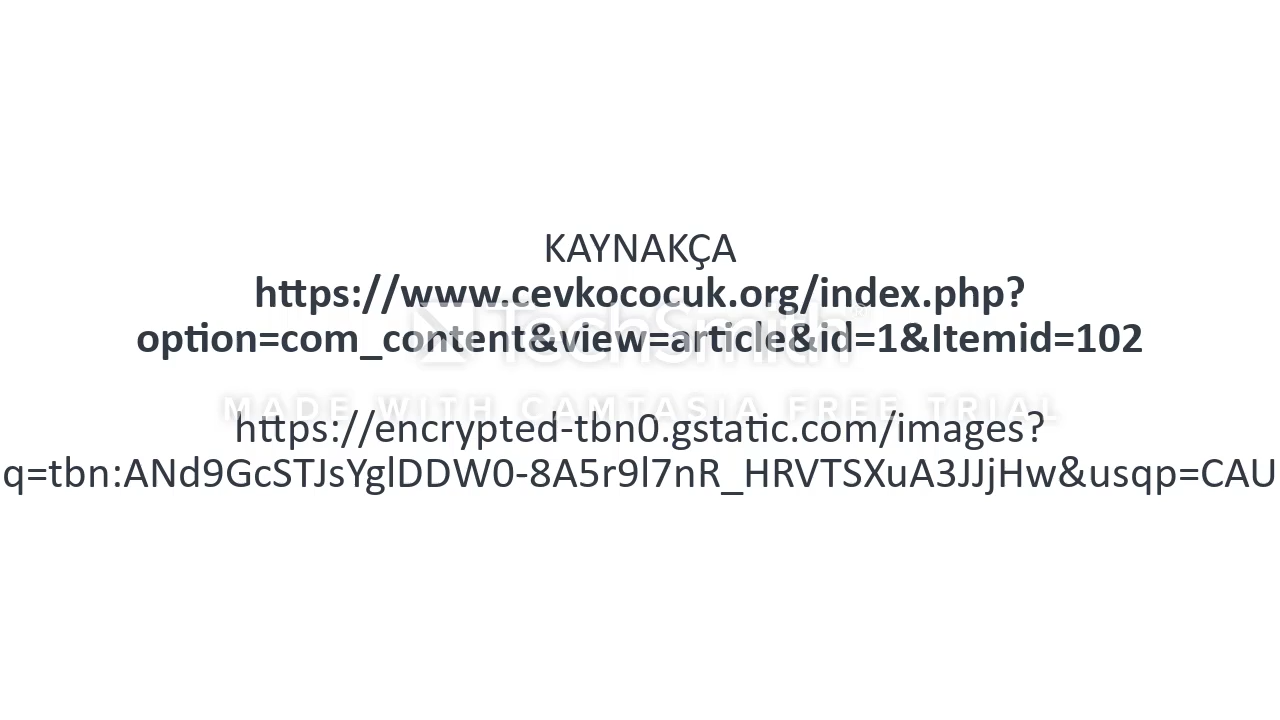 KAYNAKÇA
https://www.cevkococuk.org/index.php?
option=com_content&view=article&id=1&Itemid=102
TechSmith
MADE WITH CAMTASIA FREE TRIAL
https://encrypted-tbn0.gstatic.com/images?
q=tbn:ANd9GcSTJsYglDDW0-8A5r9l7nR_HRVTSXuA3JJjHw&usqp=CAU